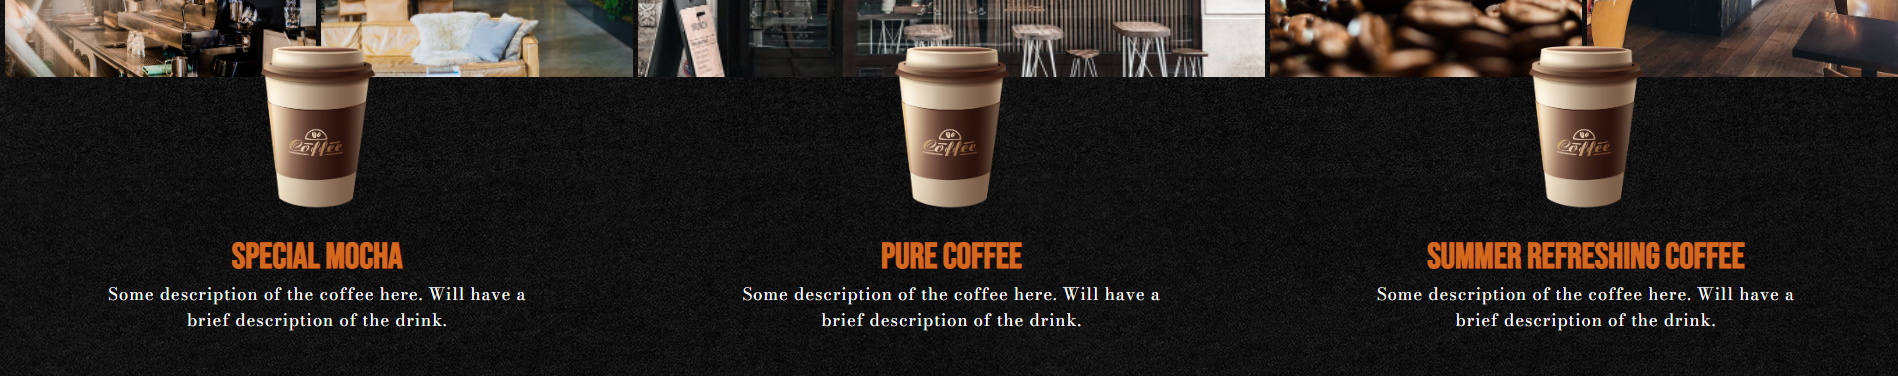 Coffee
Coffee
Coffee
SPECIAL MOCHA
PURE COFFEE
SUMMER REFRESHING COFFEE
Some description of the coffee here. Will have a
brief description of the drink.
Some description of the coffee here. Will have a
brief description of the drink.
Some description of the coffee here. Will have a
brief description of the drink.